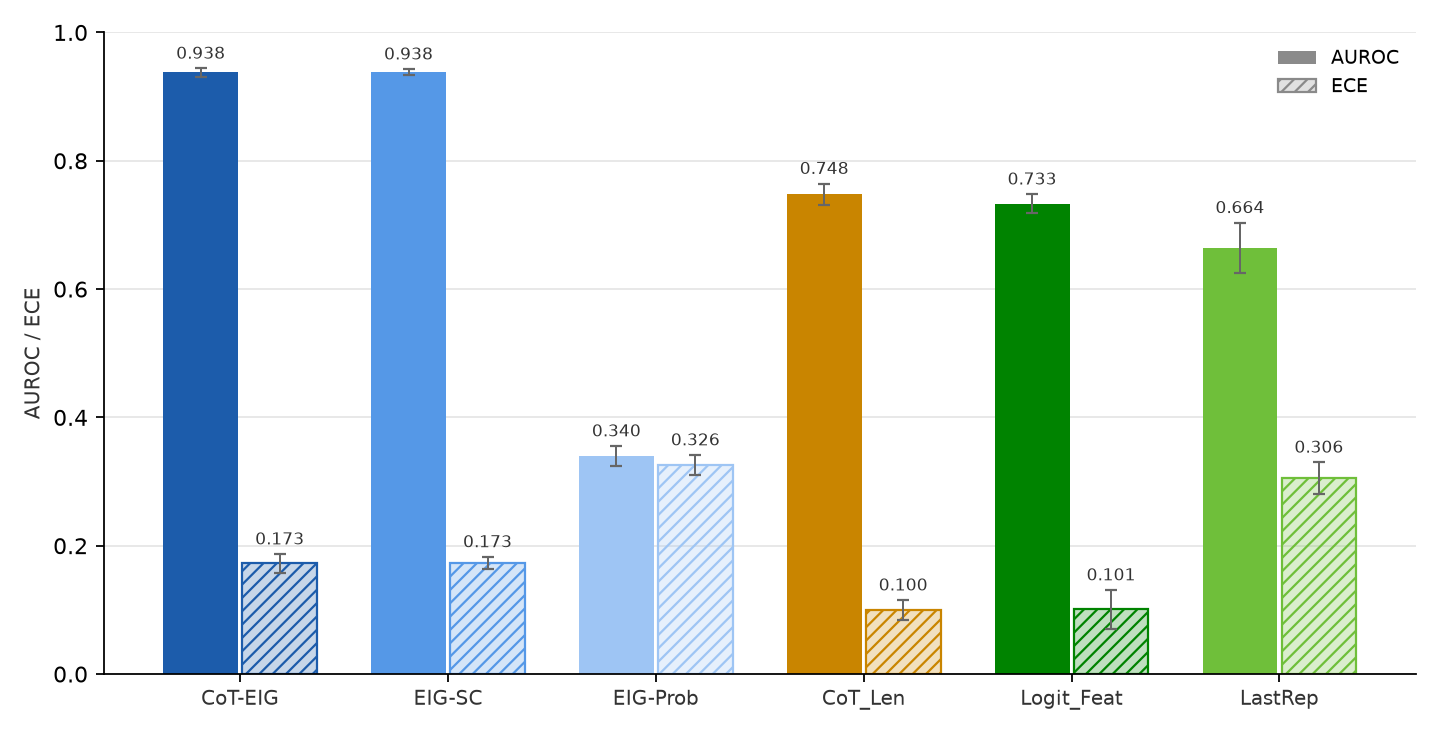 1.0
0.8
0.6
0.4
0.2
0.0
AUROC / ECE
0.938
0.173
0.938
0.173
0.340
0.326
0.748
0.100
0.733
0.101
0.664
0.306
AUROC
ECE
CoT-EIG
EIG-SC
EIG-Prob
CoT_Len
Logit_Feat
LastRep